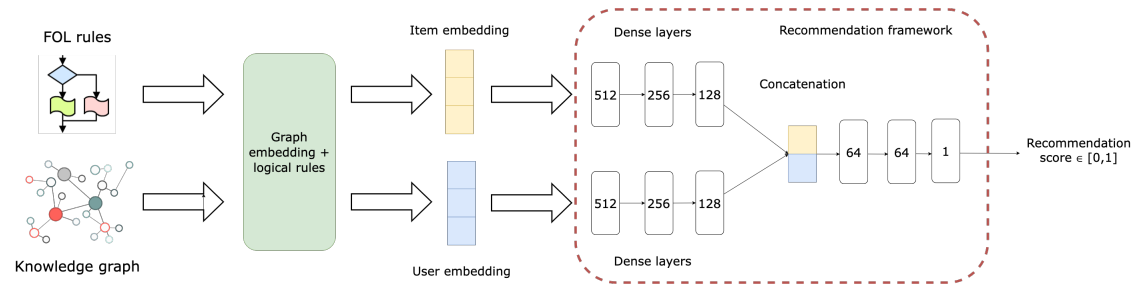 FOL rules
Knowledge graph
Graph
embedding +
logical rules
Item embedding
User embedding
Dense layers
Recommendation framework
512
256
128
Concatenation
512
256
128
Dense layers
64
64
1
Recommendation
score ∈ [0,1]